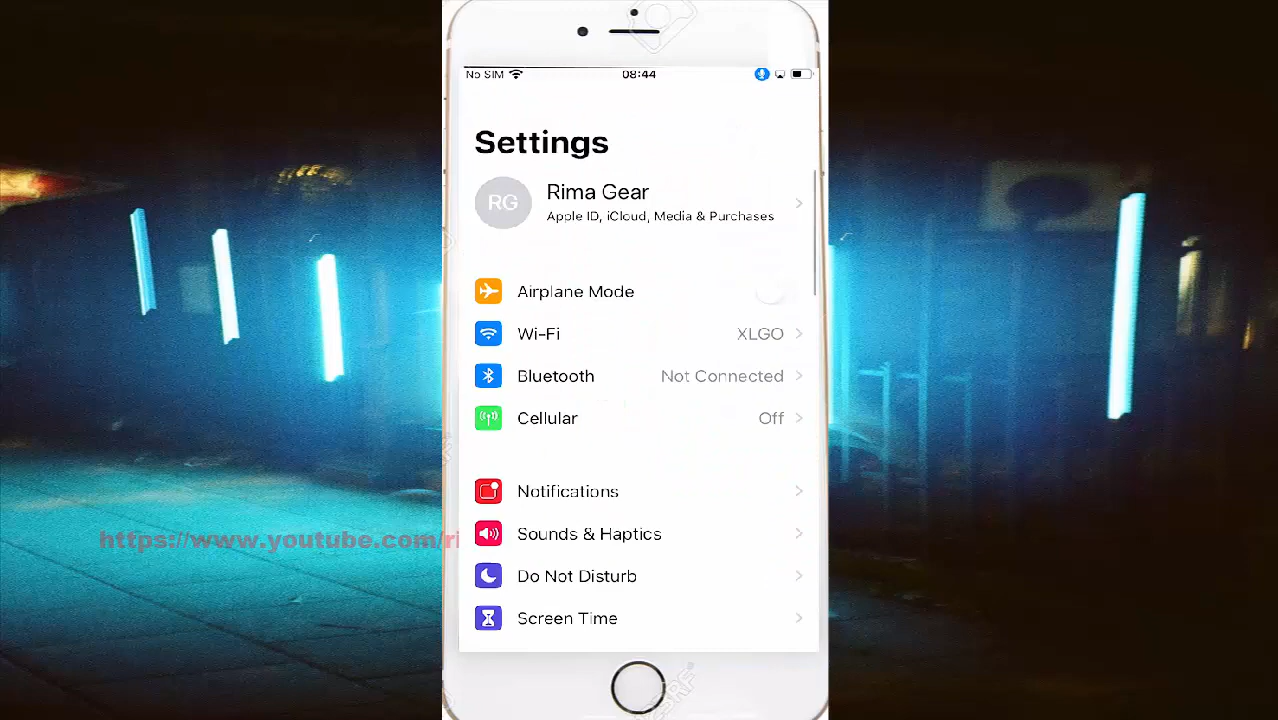 No SIM
08:44
Settings
RG
Rima Gear
Apple ID, iCloud, Media & Purchases
Airplane Mode
Wi-Fi XLGO
Bluetooth Not Connected
Cellular Off
Notifications
Sounds & Haptics
https://www.youtube.com/ri
Do Not Disturb
Screen Time